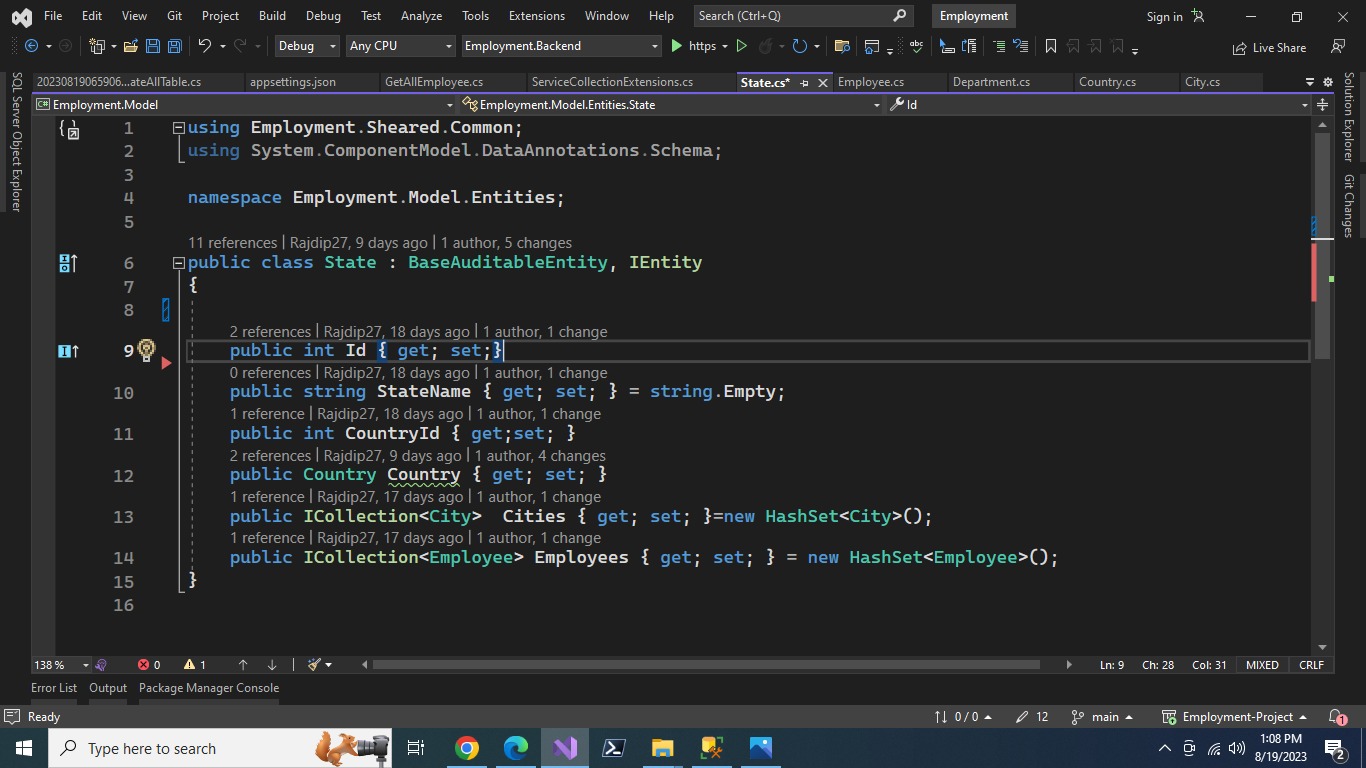 File Edit View Git Project Build Debug Test Analyze Tools Extensions Window Help Search (Ctrl+Q) Employment Sign in
Debug Any CPU Employment.Backend https Live Share
20230819065906...ateAllTable.cs appsettings.json GetAllEmployee.cs ServiceCollectionExtensions.cs State.cs* Employee.cs Department.cs Country.cs City.cs
C# Employment.Model Employment.Model.Entities.State Id
SQL Server Object Explorer
Solution Explorer
Git Changes
1 using Employment.Sheared.Common;
2 using System.ComponentModel.DataAnnotations.Schema;
3
4 namespace Employment.Model.Entities;
5
11 references | Rajdip27, 9 days ago | 1 author, 5 changes
6 public class State : BaseAuditableEntity, IEntity
7 {
8
2 references | Rajdip27, 18 days ago | 1 author, 1 change
9 public int Id { get; set;}
0 references | Rajdip27, 18 days ago | 1 author, 1 change
10 public string StateName { get; set; } = string.Empty;
1 reference | Rajdip27, 18 days ago | 1 author, 1 change
11 public int CountryId { get;set; }
2 references | Rajdip27, 9 days ago | 1 author, 4 changes
12 public Country Country { get; set; }
1 reference | Rajdip27, 17 days ago | 1 author, 1 change
13 public ICollection<City>  Cities { get; set; }=new HashSet<City>();
1 reference | Rajdip27, 17 days ago | 1 author, 1 change
14 public ICollection<Employee> Employees { get; set; } = new HashSet<Employee>();
15 }
16
138 % 0 1 Ln: 9 Ch: 28 Col: 31 MIXED CRLF
Error List Output Package Manager Console
Ready 0 / 0 12 main Employment-Project 1
Type here to search 1:08 PM
8/19/2023 2